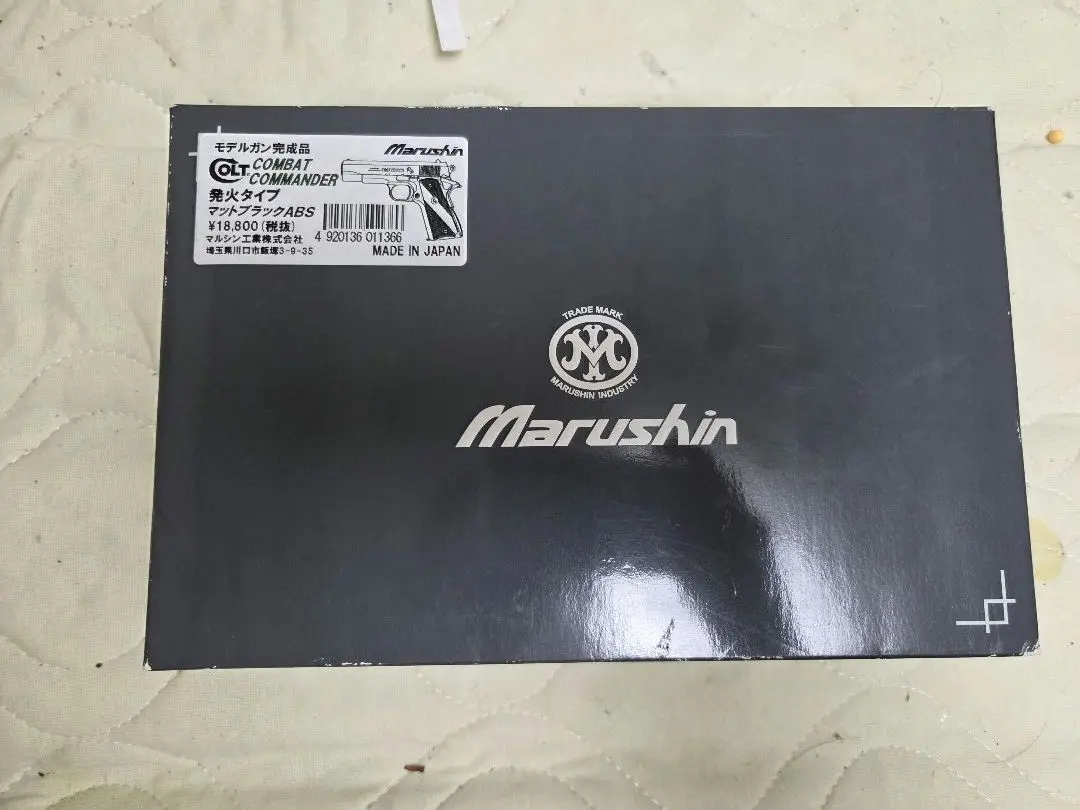 モデルガン完成品
Marushin
COLT COMBAT
COMMANDER
発火タイプ
マットブラックABS
¥18,800(税抜)
マルシン工業株式会社
4 920136 011366
埼玉県川口市飯塚3-9-35
MADE IN JAPAN
TRADE MARK
M
MARUSHIN INDUSTRY
Marushin